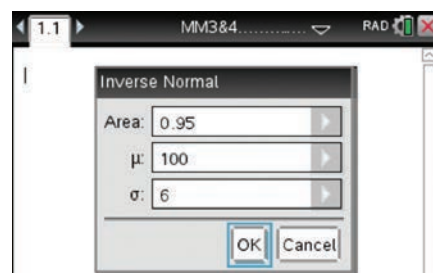 1.1 MM3&4............. RAD
Inverse Normal
Area: 0.95
μ: 100
σ: 6
OK Cancel